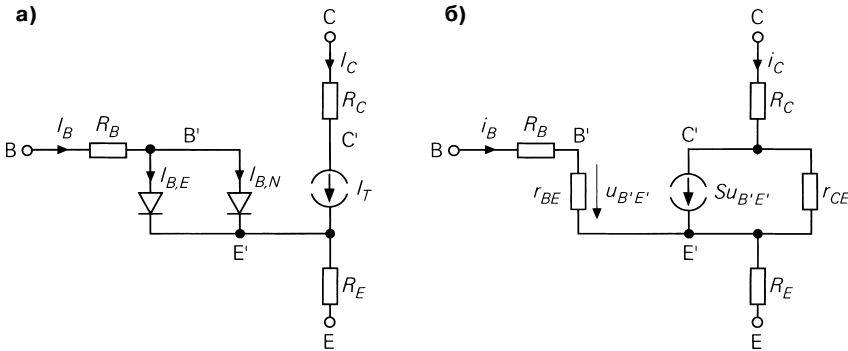 а)
C
I_C
R_C
C'
I_B
R_B
B'
B
I_{B,E}
I_{B,N}
I_T
E'
R_E
E
б)
C
i_C
R_C
C'
i_B
R_B
B'
B
r_{BE}
u_{B'E'}
Su_{B'E'}
r_{CE}
E'
R_E
E